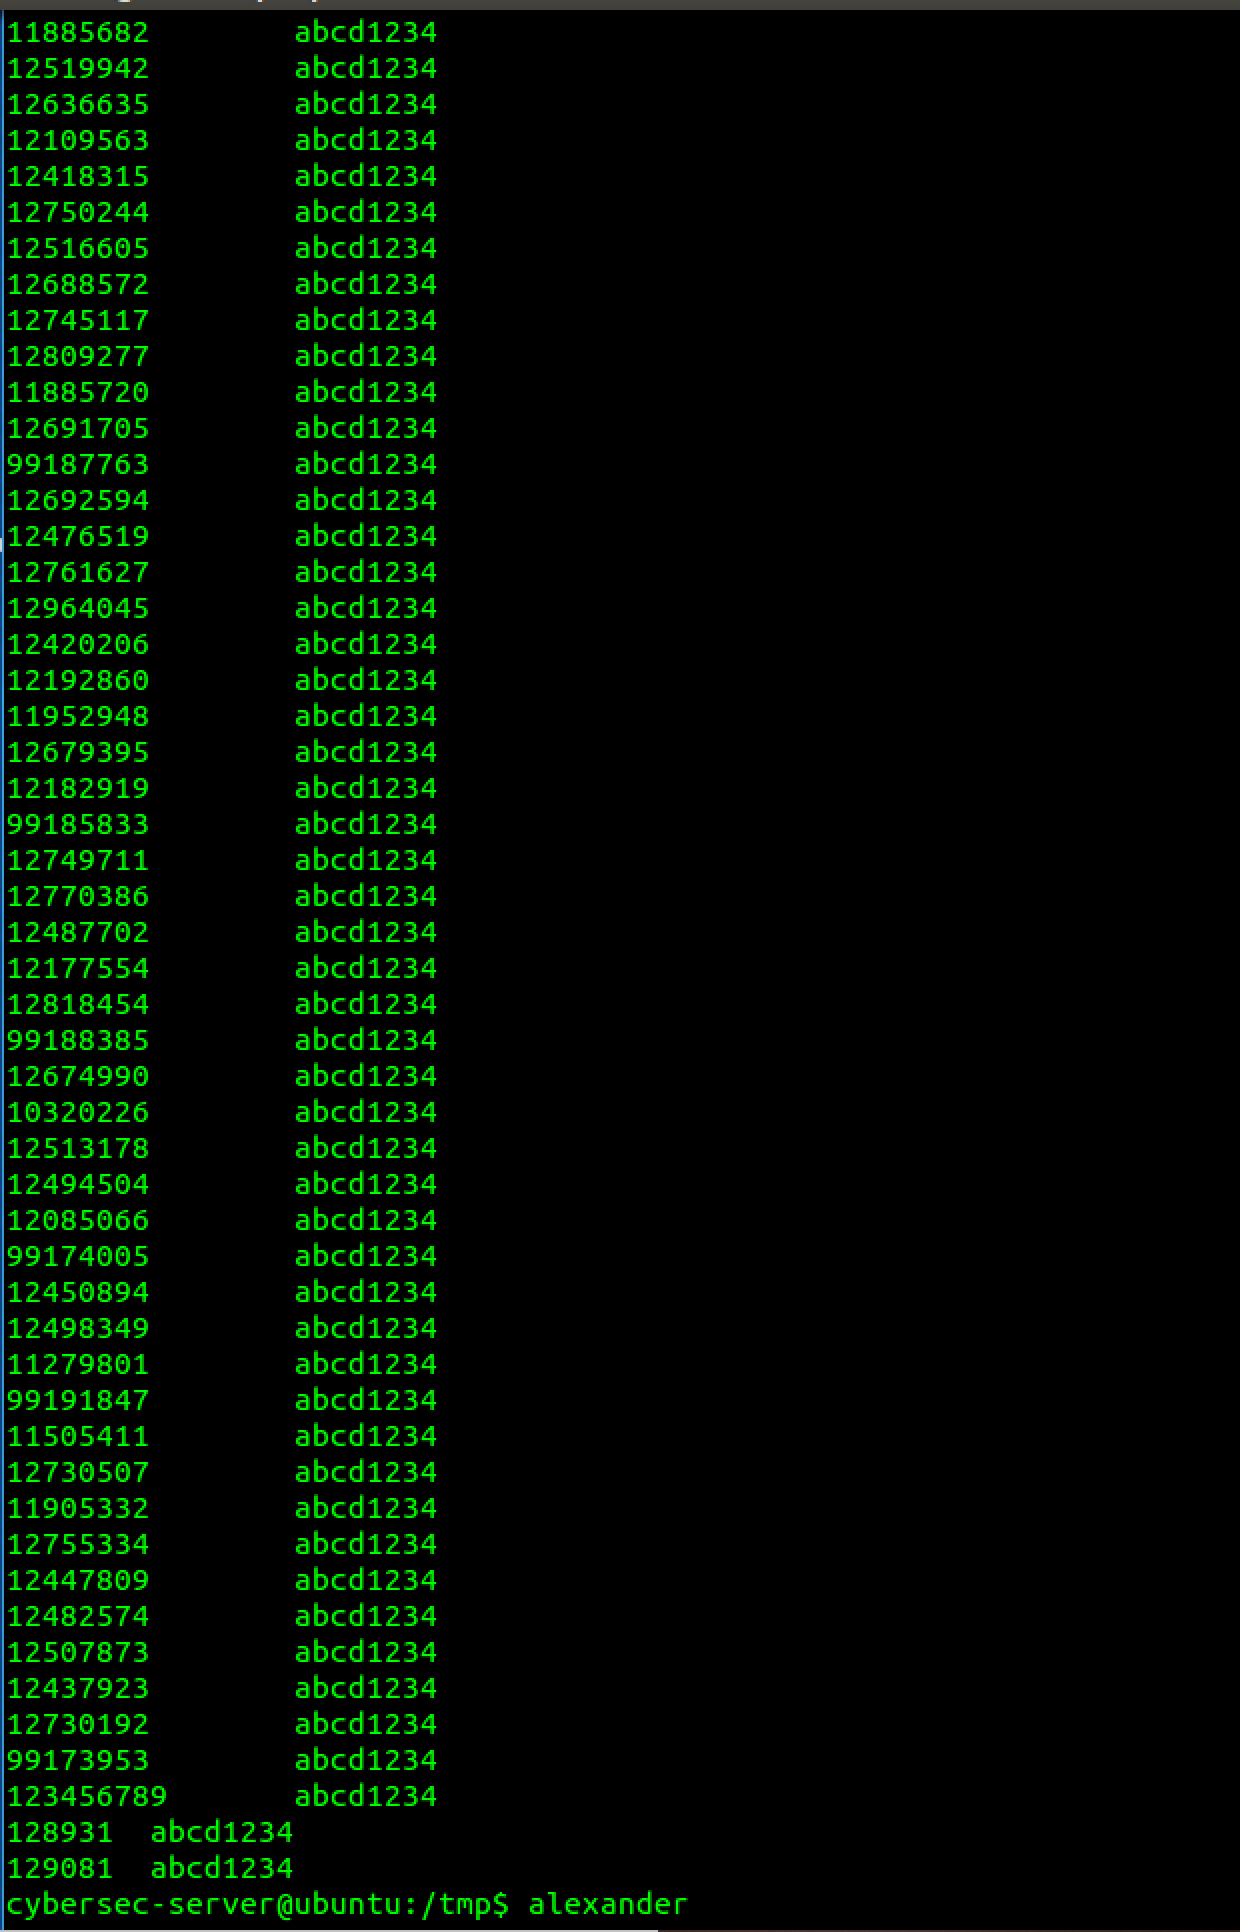 11885682 abcd1234
12519942 abcd1234
12636635 abcd1234
12109563 abcd1234
12418315 abcd1234
12750244 abcd1234
12516605 abcd1234
12688572 abcd1234
12745117 abcd1234
12809277 abcd1234
11885720 abcd1234
12691705 abcd1234
99187763 abcd1234
12692594 abcd1234
12476519 abcd1234
12761627 abcd1234
12964045 abcd1234
12420206 abcd1234
12192860 abcd1234
11952948 abcd1234
12679395 abcd1234
12182919 abcd1234
99185833 abcd1234
12749711 abcd1234
12770386 abcd1234
12487702 abcd1234
12177554 abcd1234
12818454 abcd1234
99188385 abcd1234
12674990 abcd1234
10320226 abcd1234
12513178 abcd1234
12494504 abcd1234
12085066 abcd1234
99174005 abcd1234
12450894 abcd1234
12498349 abcd1234
11279801 abcd1234
99191847 abcd1234
11505411 abcd1234
12730507 abcd1234
11905332 abcd1234
12755334 abcd1234
12447809 abcd1234
12482574 abcd1234
12507873 abcd1234
12437923 abcd1234
12730192 abcd1234
99173953 abcd1234
123456789 abcd1234
128931 abcd1234
129081 abcd1234
cybersec-server@ubuntu:/tmp$ alexander